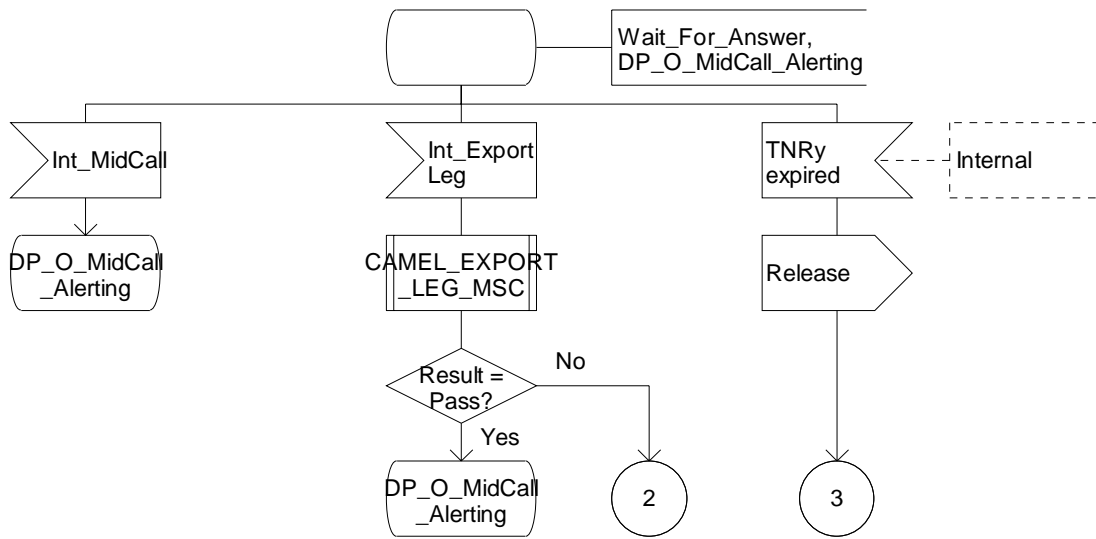 Wait_For_Answer,
DP_O_MidCall_Alerting
Int_MidCall
Int_Export
Leg
TNRy
expired
Internal
DP_O_MidCall
_Alerting
CAMEL_EXPORT
_LEG_MSC
Release
Result =
Pass?
No
Yes
DP_O_MidCall
_Alerting
2
3